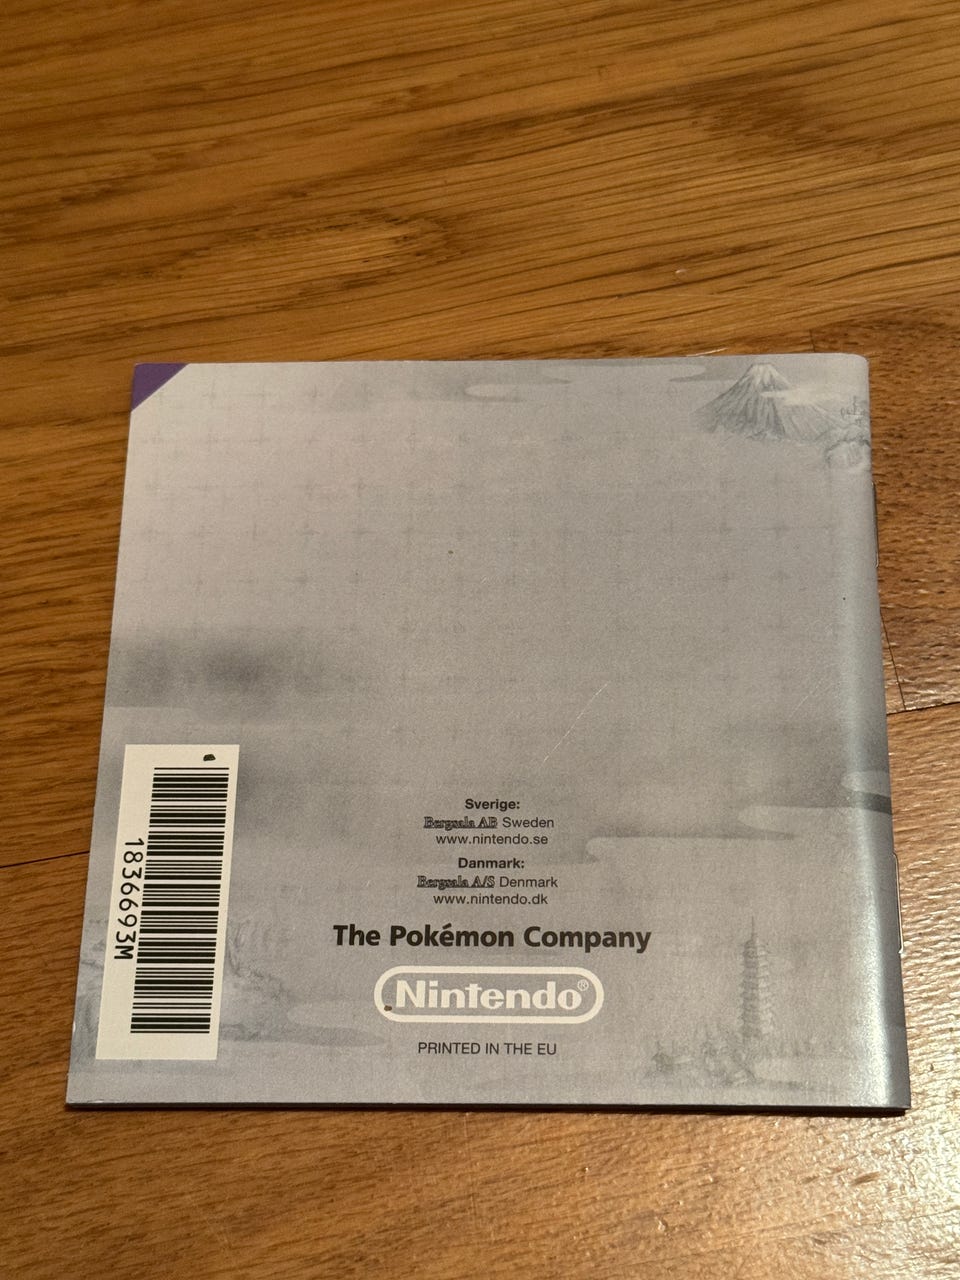 Sverige:
Bergsala AB Sweden
www.nintendo.se
Danmark:
Bergsala A/S Denmark
www.nintendo.dk
The Pokémon Company
Nintendo®
PRINTED IN THE EU
1836693M